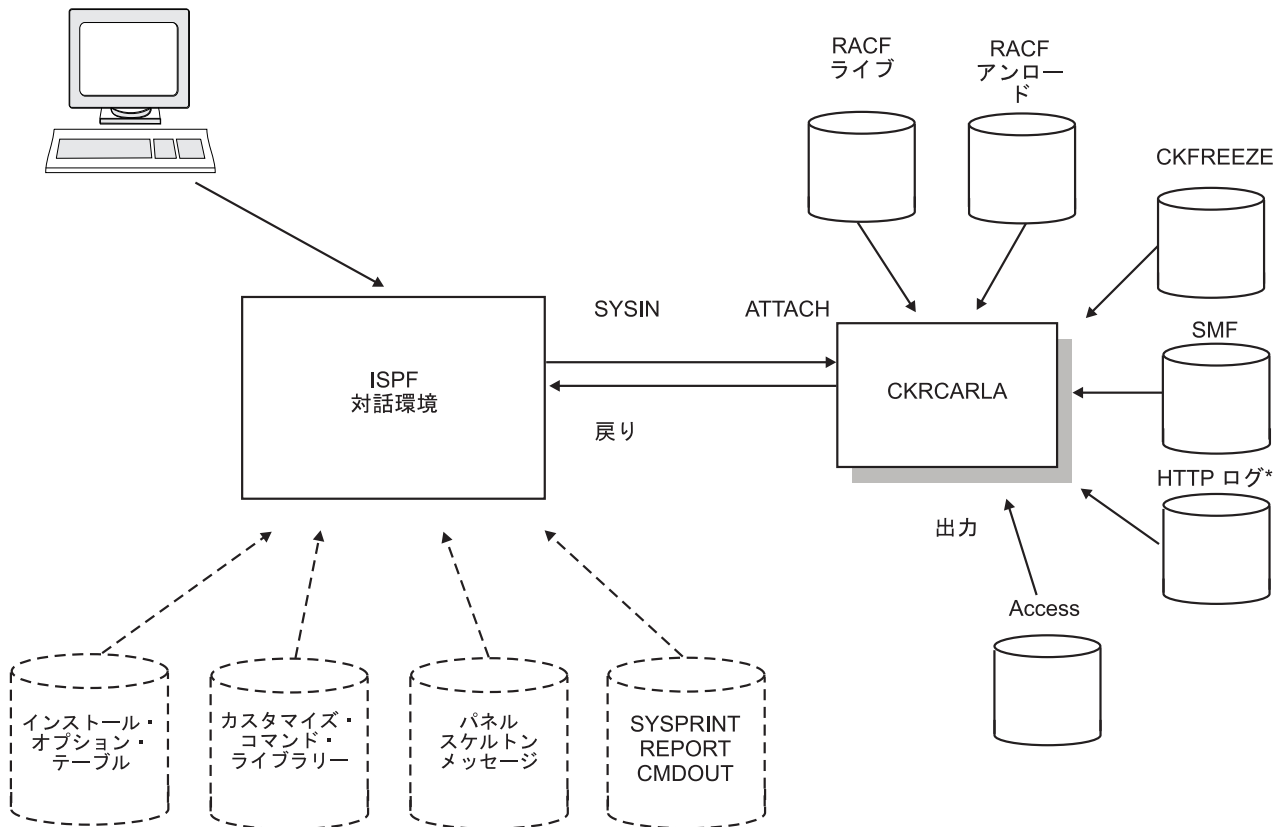 RACF
ライブ
RACF
アンロー
ド
CKFREEZE
SYSIN
ATTACH
SMF
ISPF
対話環境
CKRCARLA
戻り
HTTP ログ*
出力
Access
インストール・
オプション・
テーブル
カスタマイズ・
コマンド・
ライブラリー
パネル
スケルトン
メッセージ
SYSPRINT
REPORT
CMDOUT